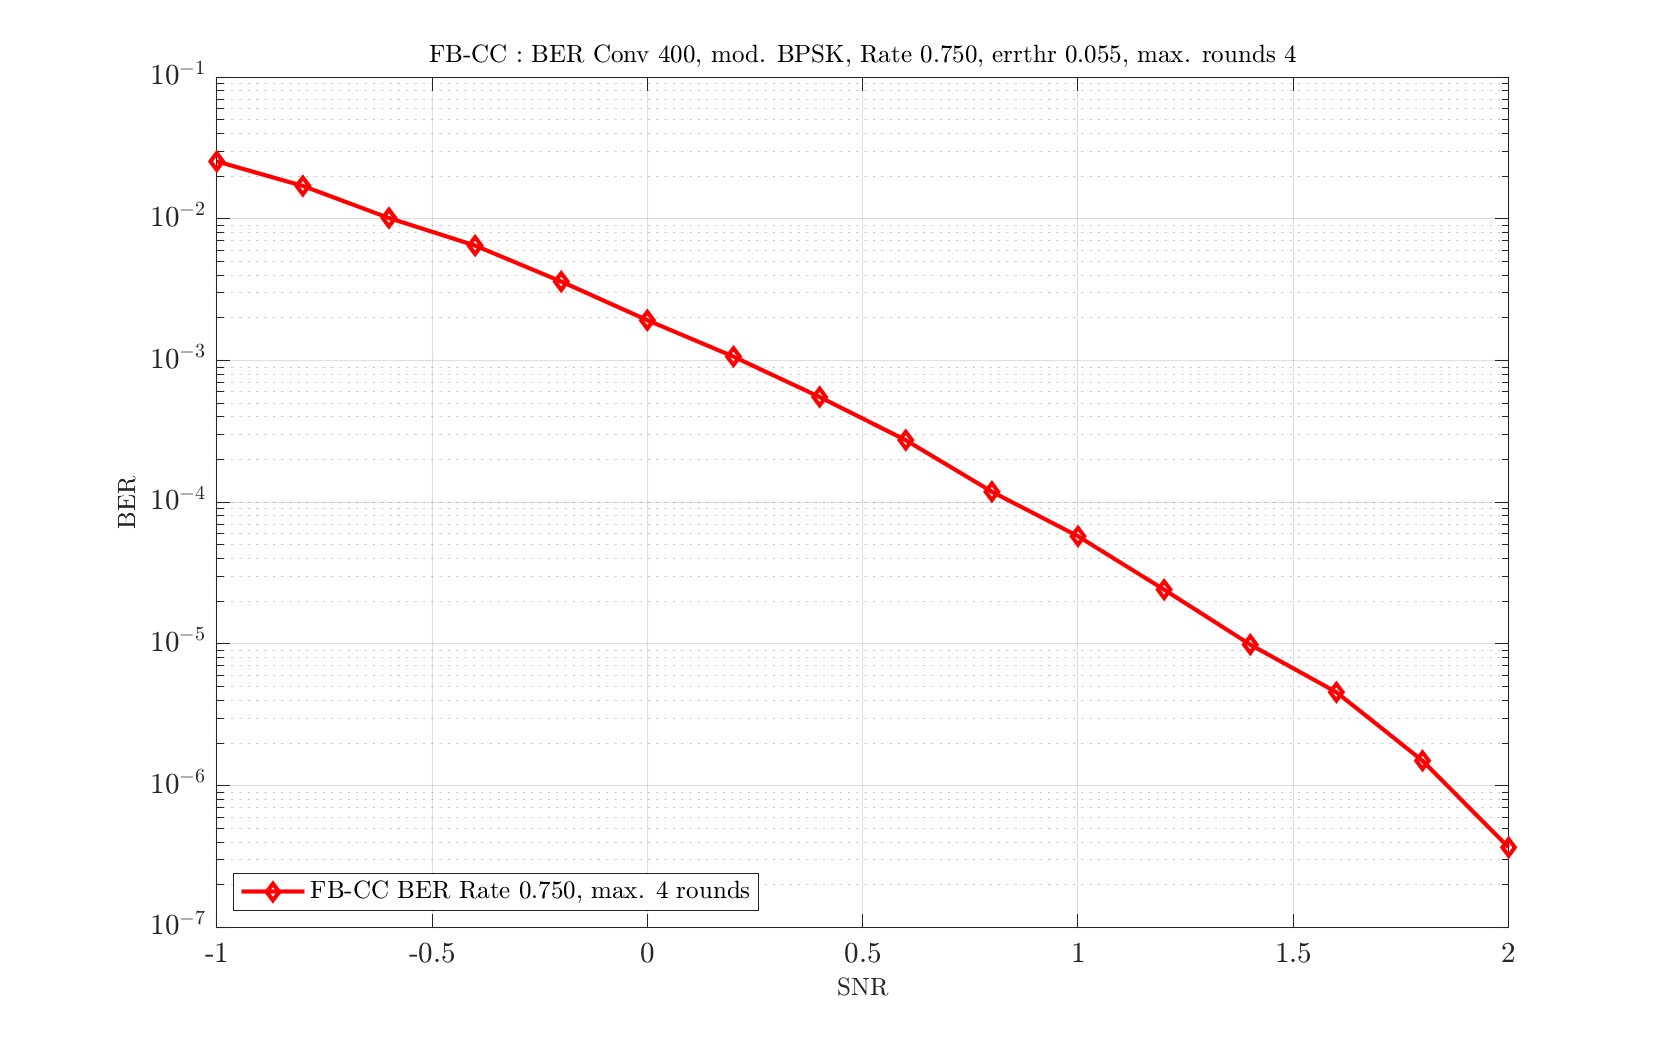 FB-CC : BER Conv 400, mod. BPSK, Rate 0.750, errthr 0.055, max. rounds 4
10⁻¹
10⁻²
10⁻³
10⁻⁴
10⁻⁵
10⁻⁶
10⁻⁷
BER
FB-CC BER Rate 0.750, max. 4 rounds
-1 -0.5 0 0.5 1 1.5 2
SNR